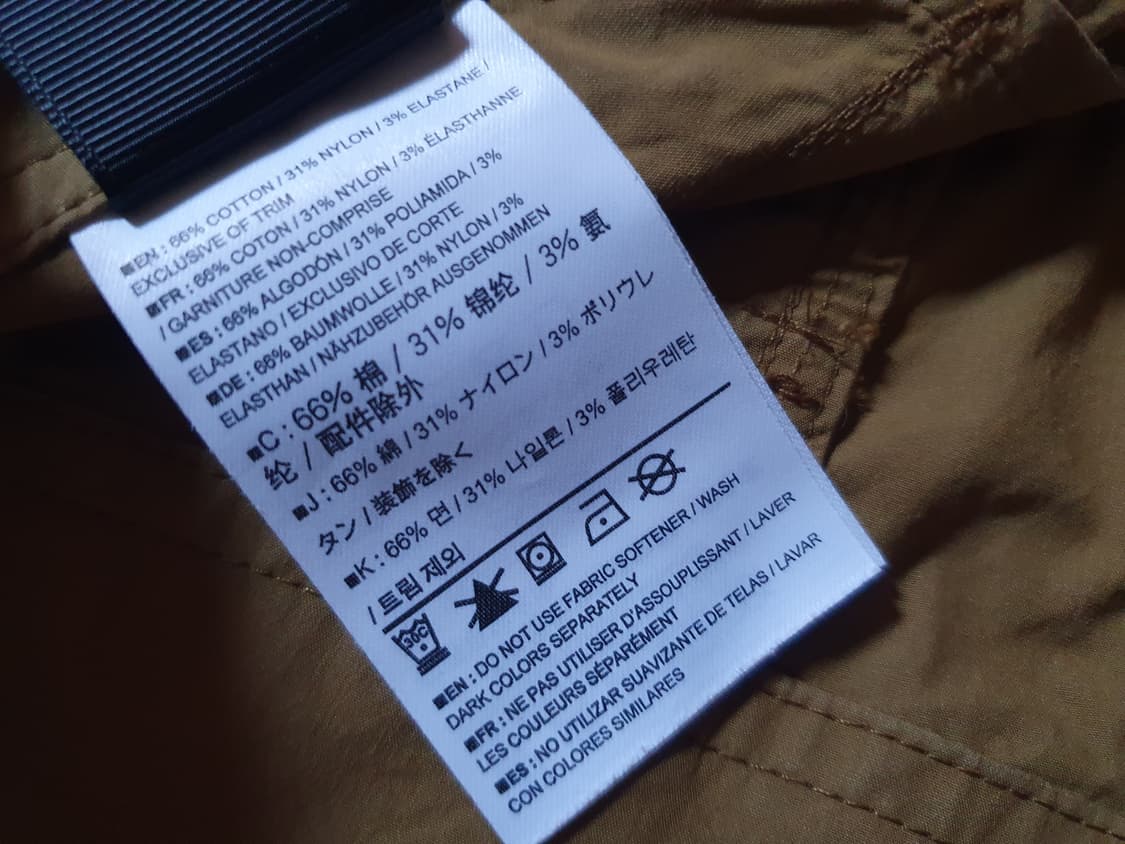 ■EN : 66% COTTON / 31% NYLON / 3% ELASTANE /
EXCLUSIVE OF TRIM
■FR : 66% COTON / 31% NYLON / 3% ÉLASTHANNE
/ GARNITURE NON-COMPRISE
■ES : 66% ALGODÓN / 31% POLIAMIDA / 3%
ELASTANO / EXCLUSIVO DE CORTE
■DE : 66% BAUMWOLLE / 31% NYLON / 3%
ELASTHAN / NÄHZUBEHÖR AUSGENOMMEN
■C : 66% 棉 / 31% 锦纶 / 3% 氨
纶 / 配件除外
■J : 66% 綿 / 31% ナイロン / 3% ポリウレ
タン / 装飾を除く
■K : 66% 면 / 31% 나일론 / 3% 폴리우레탄
/ 트림 제외
30C
■EN : DO NOT USE FABRIC SOFTENER / WASH
DARK COLORS SEPARATELY
■FR : NE PAS UTILISER D'ASSOUPLISSANT / LAVER
LES COULEURS SÉPARÉMENT
■ES : NO UTILIZAR SUAVIZANTE DE TELAS / LAVAR
CON COLORES SIMILARES